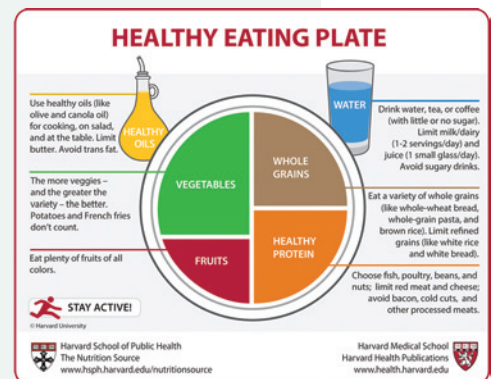 HEALTHY EATING PLATE
Use healthy oils (like
olive and canola oil)
for cooking, on salad,
and at the table. Limit
butter. Avoid trans fat.
HEALTHY
OILS
WATER
Drink water, tea, or coffee
(with little or no sugar).
Limit milk/dairy
(1-2 servings/day) and
juice (1 small glass/day).
Avoid sugary drinks.
The more veggies –
and the greater the
variety – the better.
Potatoes and French fries
don't count.
VEGETABLES
WHOLE
GRAINS
Eat a variety of whole grains
(like whole-wheat bread,
whole-grain pasta, and
brown rice). Limit refined
grains (like white rice
and white bread).
Eat plenty of fruits of all
colors.
FRUITS
HEALTHY
PROTEIN
Choose fish, poultry, beans, and
nuts; limit red meat and cheese;
avoid bacon, cold cuts, and
other processed meats.
STAY ACTIVE!
© Harvard University
Harvard School of Public Health
The Nutrition Source
www.hsph.harvard.edu/nutritionsource
Harvard Medical School
Harvard Health Publications
www.health.harvard.edu